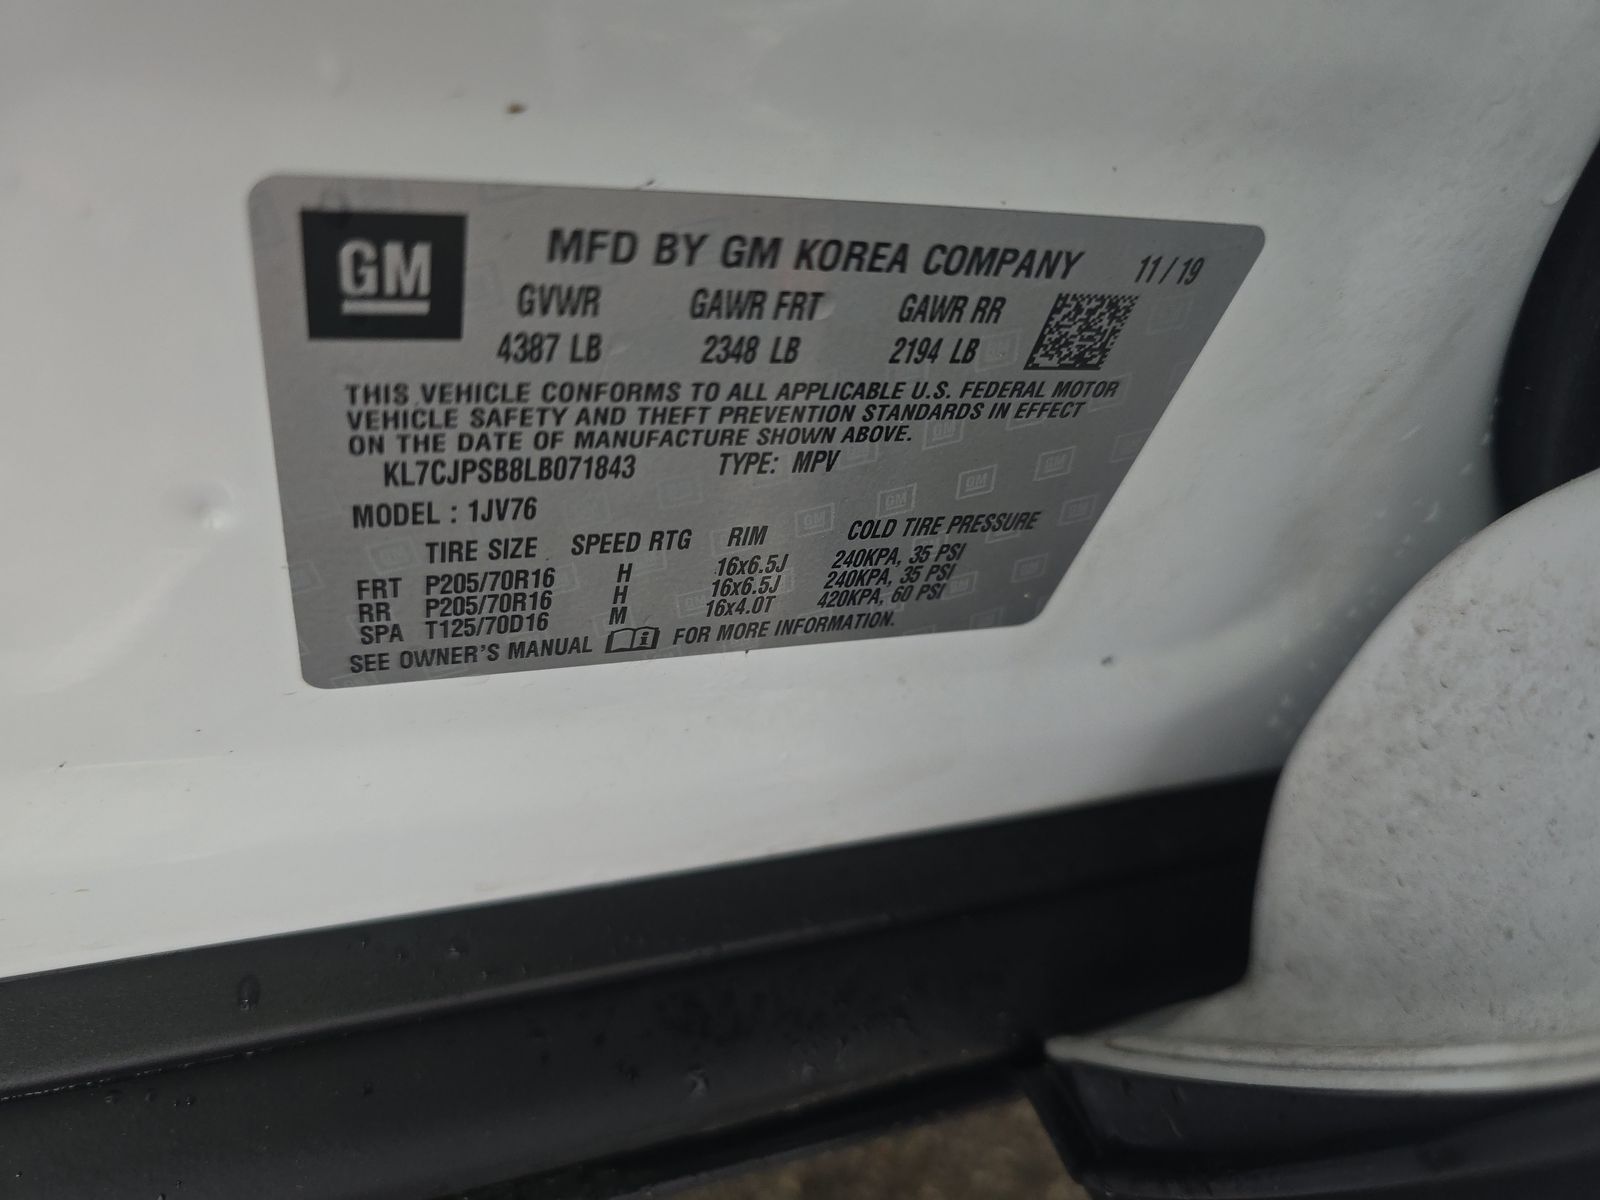 GM
MFD BY GM KOREA COMPANY 11 / 19
GVWR GAWR FRT GAWR RR
4387 LB 2348 LB 2194 LB
THIS VEHICLE CONFORMS TO ALL APPLICABLE U.S. FEDERAL MOTOR
VEHICLE SAFETY AND THEFT PREVENTION STANDARDS IN EFFECT
ON THE DATE OF MANUFACTURE SHOWN ABOVE.
KL7CJPSB8LB071843 TYPE: MPV
MODEL : 1JV76
TIRE SIZE SPEED RTG RIM COLD TIRE PRESSURE
FRT P205/70R16 H 16x6.5J 240KPA, 35 PSI
RR P205/70R16 H 16x6.5J 240KPA, 35 PSI
SPA T125/70D16 M 16x4.0T 420KPA, 60 PSI
SEE OWNER'S MANUAL FOR MORE INFORMATION.